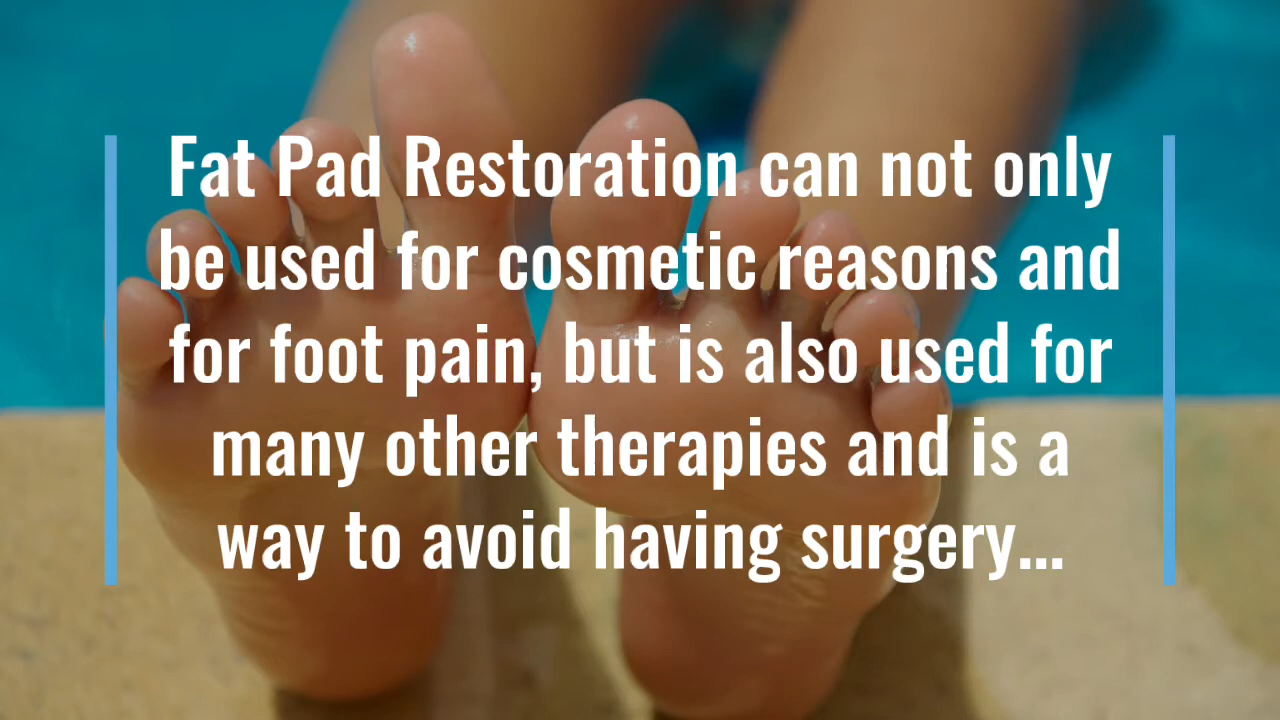 Fat Pad Restoration can not only
be used for cosmetic reasons and
for foot pain, but is also used for
many other therapies and is a
way to avoid having surgery...